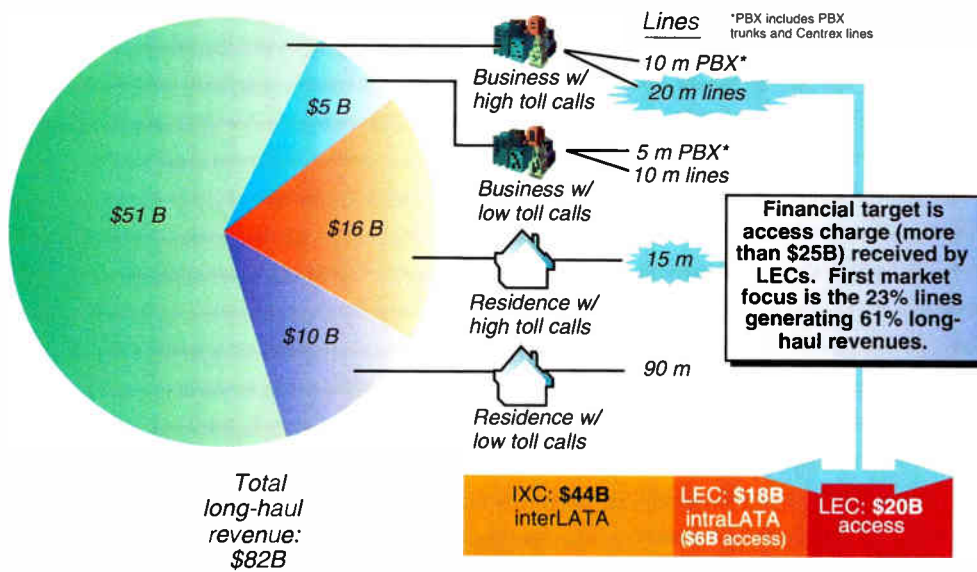 Lines
*PBX includes PBX
trunks and Centrex lines
10 m PBX*
20 m lines
Business w/
high toll calls
$5 B
5 m PBX*
10 m lines
Business w/
low toll calls
$51 B
$16 B
15 m
Residence w/
high toll calls
Financial target is
access charge (more
than $25B) received by
LECs. First market
focus is the 23% lines
generating 61% long-
haul revenues.
$10 B
90 m
Residence w/
low toll calls
Total
long-haul
revenue:
$82B
IXC: $44B
interLATA
LEC: $18B
intraLATA
($6B access)
LEC: $20B
access